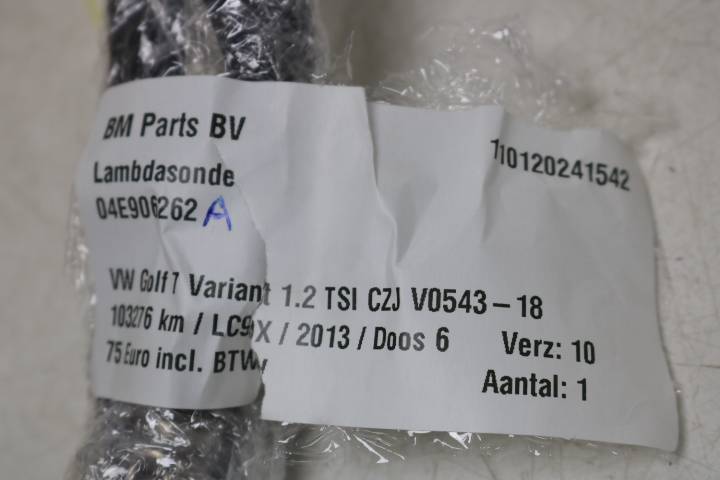 BM Parts BV
110120241542
Lambdasonde
04E906262 A
VW Golf 7 Variant 1.2 TSI CZJ V0543-18
103276 km / LC9X / 2013 / Doos 6 Verz: 10
75 Euro incl. BTW
Aantal: 1